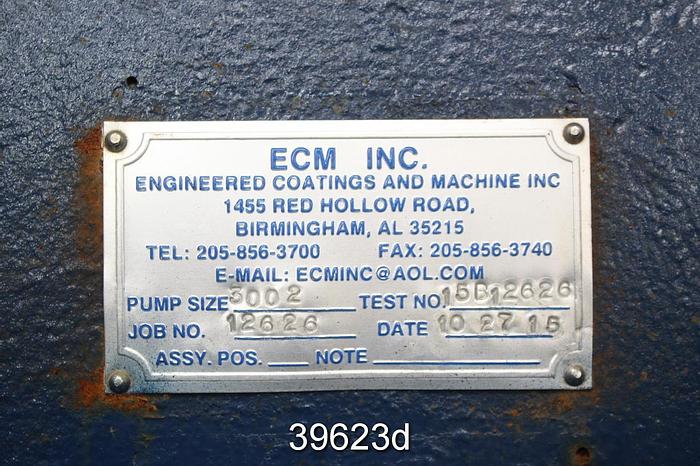 ECM INC.
ENGINEERED COATINGS AND MACHINE INC
1455 RED HOLLOW ROAD,
BIRMINGHAM, AL 35215
TEL: 205-856-3700 FAX: 205-856-3740
E-MAIL: ECMINC@AOL.COM
PUMP SIZE 3002 TEST NO. 15B12626
JOB NO. 12626 DATE 10 27 15
ASSY. POS. NOTE
39623d